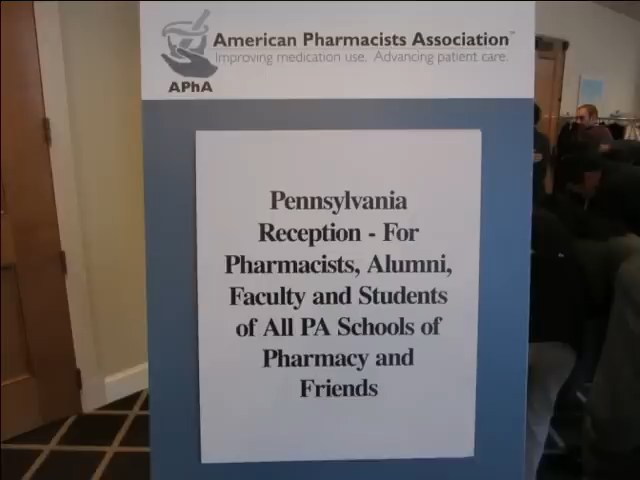 American Pharmacists Association™
Improving medication use. Advancing patient care.
APhA
Pennsylvania
Reception - For
Pharmacists, Alumni,
Faculty and Students
of All PA Schools of
Pharmacy and
Friends